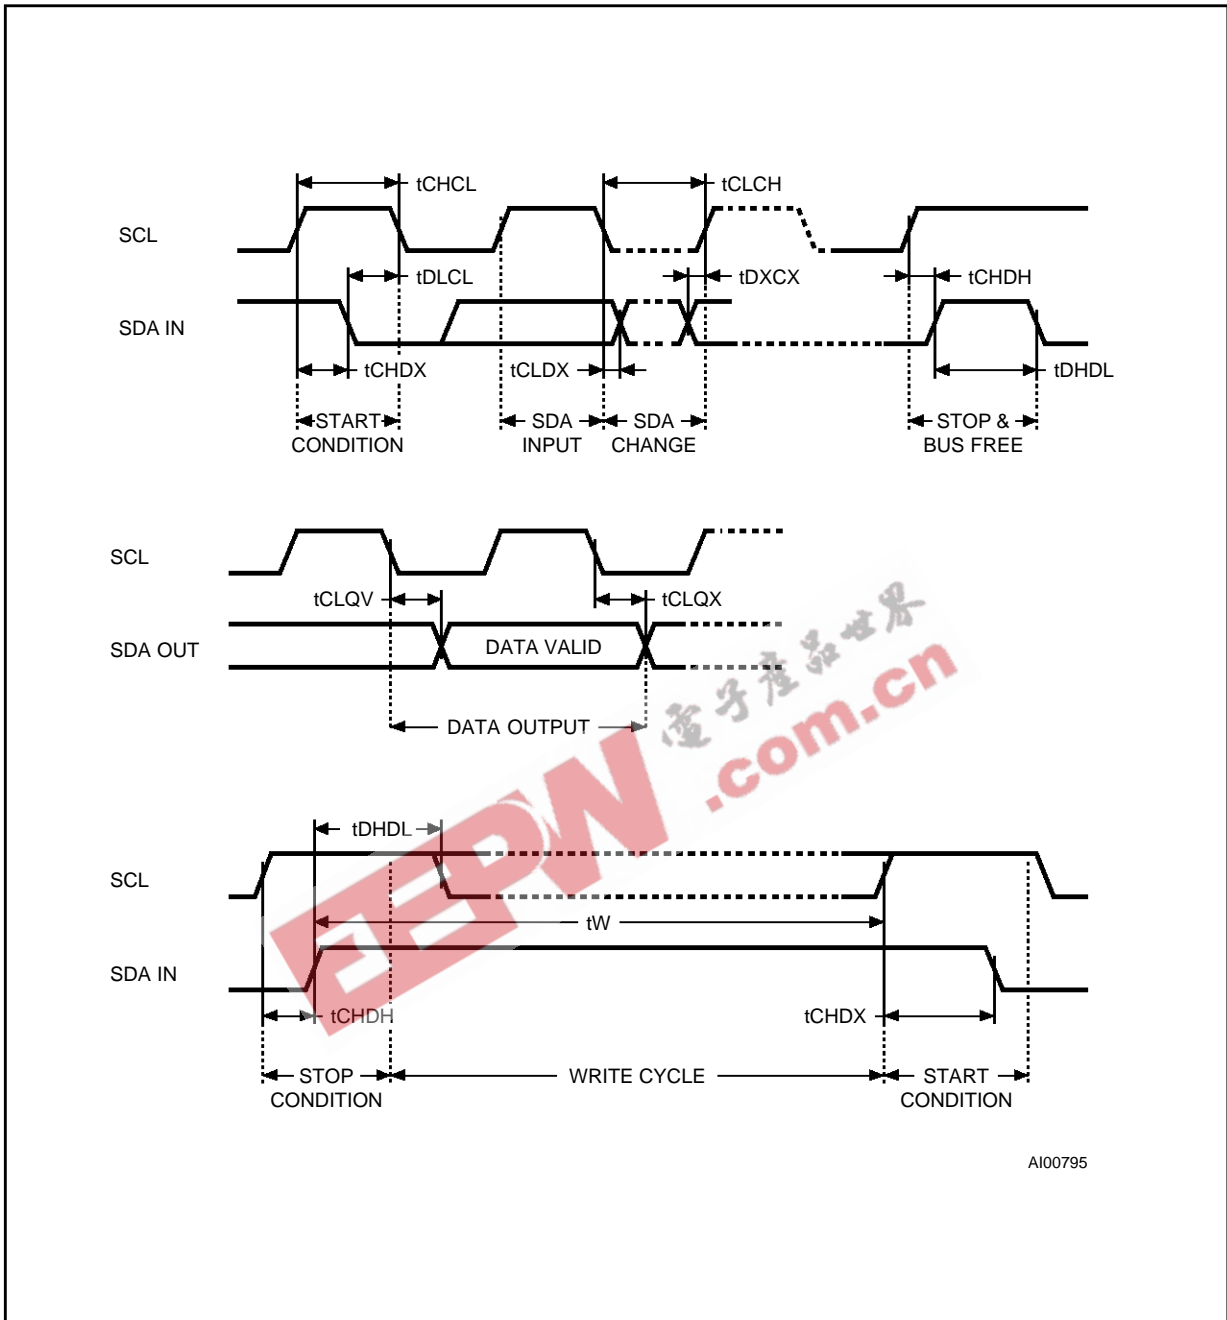 tCHCL
tCLCH
SCL
tDLCL
tDXCX
tCHDH
SDA IN
tCHDX
tCLDX
tDHDL
START
CONDITION
SDA
INPUT
SDA
CHANGE
STOP &
BUS FREE
SCL
tCLQV
tCLQX
SDA OUT
DATA VALID
DATA OUTPUT
電子產品世界
EEPW
.com.cn
tDHDL
SCL
tW
SDA IN
tCHDH
tCHDX
STOP
CONDITION
WRITE CYCLE
START
CONDITION
AI00795